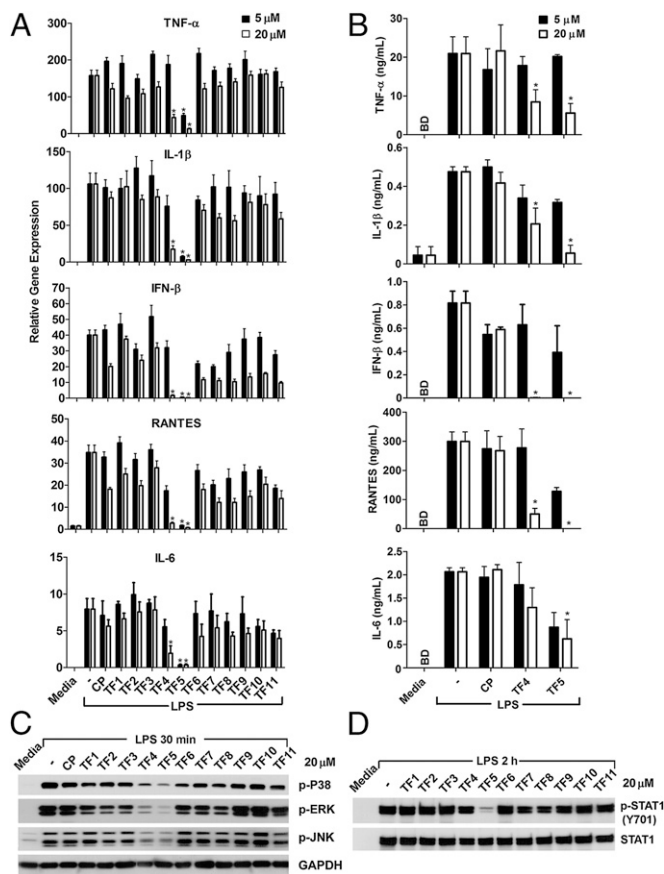 A
TNF-α
5 μM
20 μM
200
150
100
50
0
IL-1β
150
100
50
0
IFN-β
60
50
40
30
20
10
0
RANTES
50
40
30
20
10
0
IL-6
15
10
5
0
Relative Gene Expression
Media
-
CP
TF1
TF2
TF3
TF4
TF5
TF6
TF7
TF8
TF9
TF10
TF11
LPS
B
5 μM
20 μM
TNF-α (ng/mL)
30
20
10
0
BD
IL-1β (ng/mL)
0.6
0.4
0.2
0.0
IFN-β (ng/mL)
1.0
0.8
0.6
0.4
0.2
0.0
BD
RANTES (ng/mL)
400
300
200
100
0
BD
IL-6 (ng/mL)
2.5
2.0
1.5
1.0
0.5
0.0
BD
Media
-
CP
TF4
TF5
LPS
C
LPS 30 min
Media
- CP TF1 TF2 TF3 TF4 TF5 TF6 TF7 TF8 TF9 TF10 TF11
20 μM
p-P38
p-ERK
p-JNK
GAPDH
D
LPS 2 h
Media
- TF1 TF2 TF3 TF4 TF5 TF6 TF7 TF8 TF9 TF10 TF11
20 μM
p-STAT1
(Y701)
STAT1